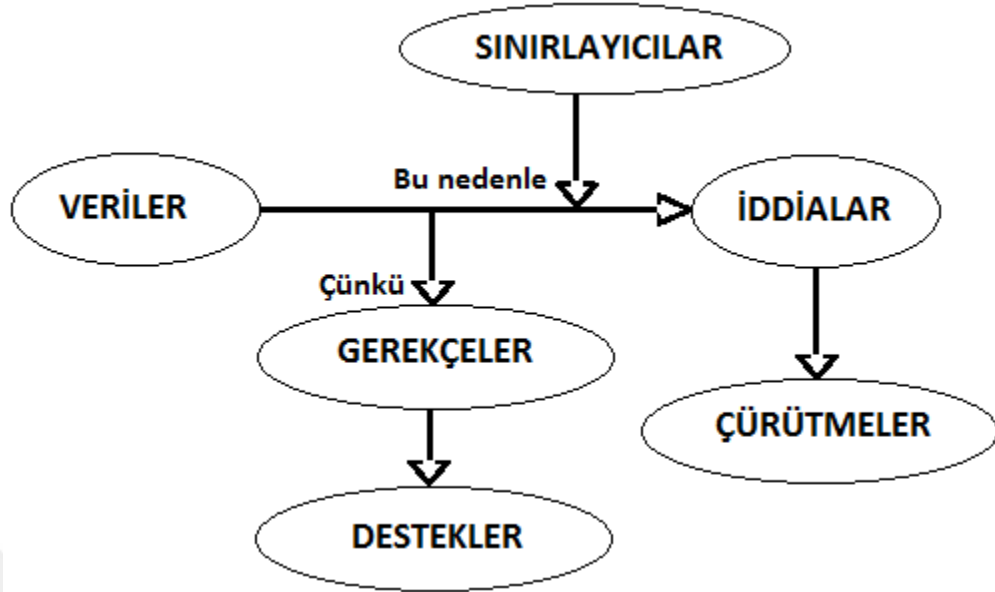 SINIRLAYICILAR
Bu nedenle
VERİLER
İDDİALAR
Çünkü
GEREKÇELER
ÇÜRÜTMELER
DESTEKLER